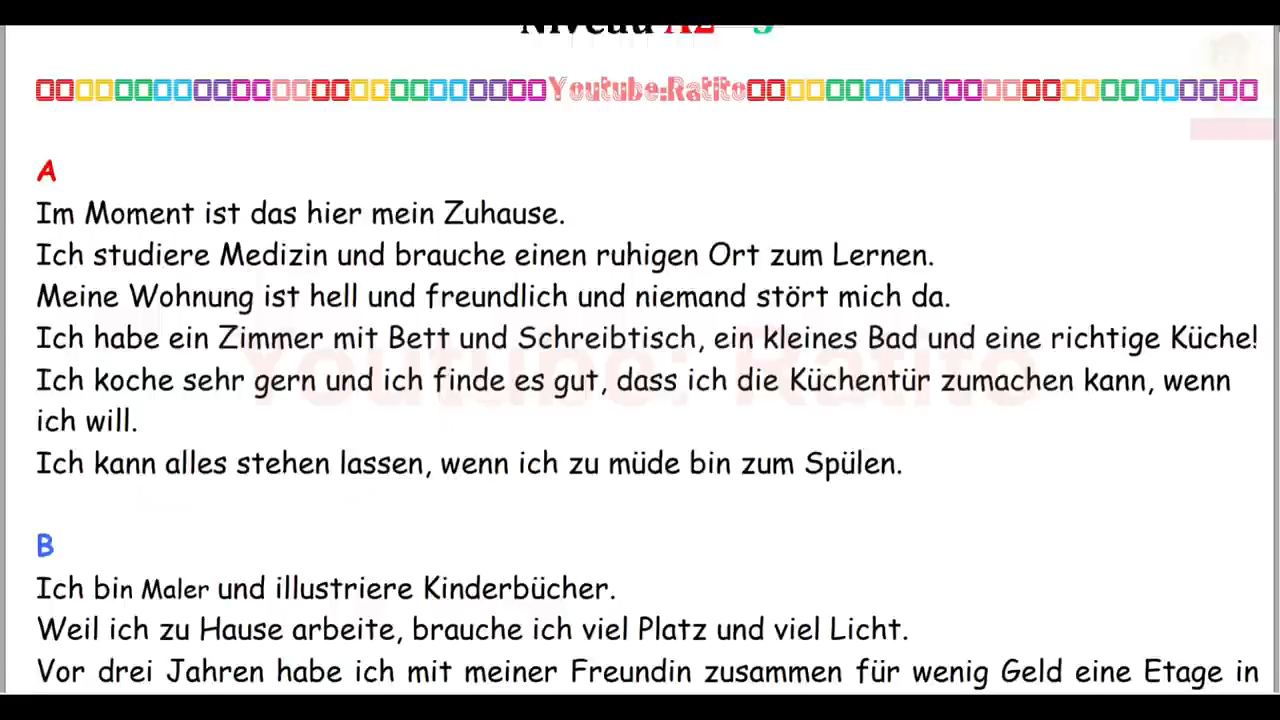 Niveau A2 - 3
Youtube:Ratito
A
Im Moment ist das hier mein Zuhause.
Ich studiere Medizin und brauche einen ruhigen Ort zum Lernen.
Meine Wohnung ist hell und freundlich und niemand stört mich da.
Ich habe ein Zimmer mit Bett und Schreibtisch, ein kleines Bad und eine richtige Küche!
Ich koche sehr gern und ich finde es gut, dass ich die Küchentür zumachen kann, wenn
ich will.
Ich kann alles stehen lassen, wenn ich zu müde bin zum Spülen.
Youtube: Ratito
B
Ich bin Maler und illustriere Kinderbücher.
Weil ich zu Hause arbeite, brauche ich viel Platz und viel Licht.
Vor drei Jahren habe ich mit meiner Freundin zusammen für wenig Geld eine Etage in